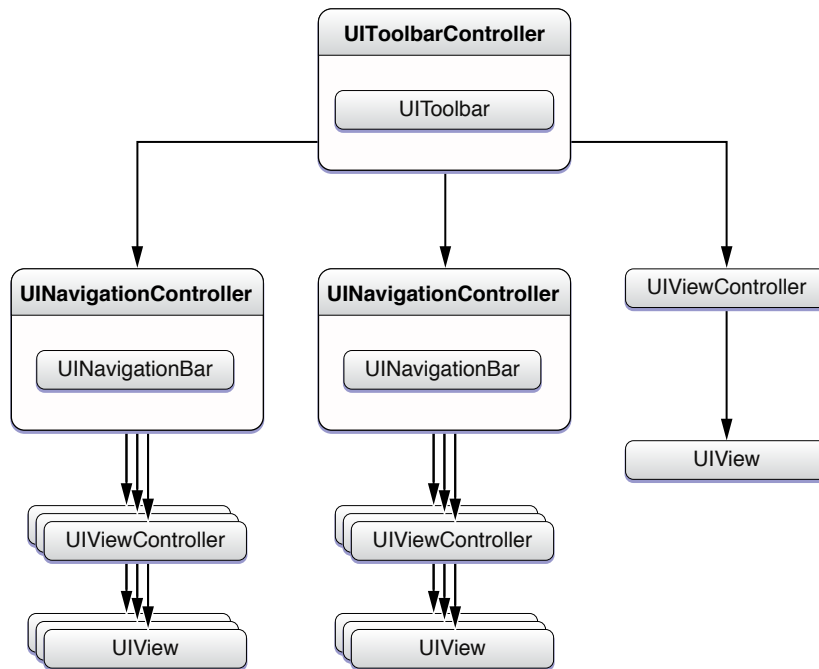 UIToolbarController
UIToolbar
UINavigationController
UINavigationController
UIViewController
UINavigationBar
UINavigationBar
UIView
UIViewController
UIViewController
UIView
UIView